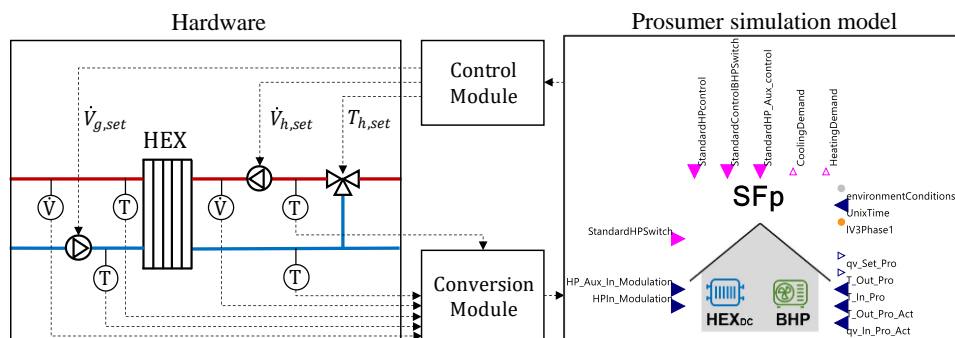 Hardware
Prosumer simulation model
Control
Module
V̇g,set
V̇h,set
Th,set
HEX
V̇
T
V̇
T
T
T
Conversion
Module
StandardHPcontrol
StandardControlBHPSwitch
StandardHP_Aux_control
CoolingDemand
HeatingDemand
SFp
environmentConditions
UnixTime
IV3Phase1
StandardHPSwitch
qv_Set_Pro
T_Out_Pro
HP_Aux_In_Modulation
T_In_Pro
HPIn_Modulation
T_Out_Pro_Act
HEXDC
BHP
qv_In_Pro_Act